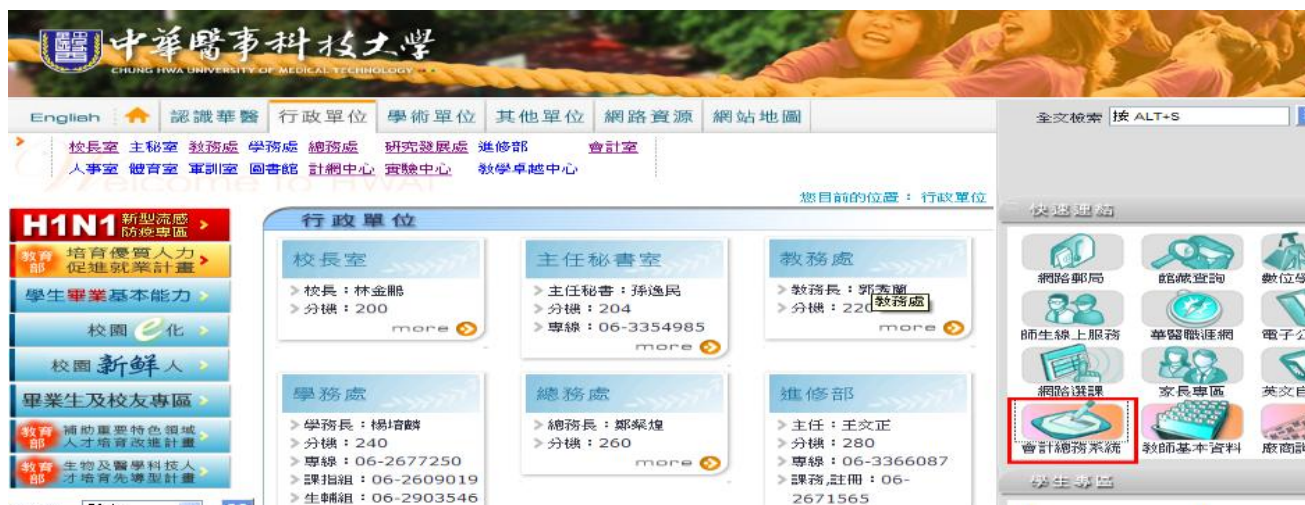 中華醫事科技大學
CHUNG HWA UNIVERSITY OF MEDICAL TECHNOLOGY
English 認識華醫 行政單位 學術單位 其他單位 網路資源 網站地圖
全文檢索 按 ALT+S
校長室 主秘室 教務處 學務處 總務處 研究發展處 進修部 會計室
人事室 體育室 軍訓室 圖書館 計網中心 實驗中心 教學卓越中心
您目前的位置： 行政單位
H1N1 新型流感防疫專區
教育部 培育優質人力促進就業計畫
學生畢業基本能力
校園e化
校園新鮮人
畢業生及校友專區
教育部 補助重要特色領域人才培育改進計畫
教育部 生物及醫學科技人才培育先導型計畫
行政單位
校長室
校長：林金鵬
分機：200
more
主任秘書室
主任秘書：孫逸民
分機：204
專線：06-3354985
more
教務處
教務長：郭秀蘭
分機：220
教務處
more
學務處
學務長：楊堉麟
分機：240
專線：06-2677250
課指組：06-2609019
生輔組：06-2903546
總務處
總務長：鄭粲煌
分機：260
more
進修部
主任：王文正
分機：280
專線：06-3366087
課務,註冊：06-
2671565
快速連結
網路郵局 館藏查詢 數位學
師生線上服務 華醫職涯網 電子公
網路選課 家長專區 英文自
會計總務系統 教師基本資料 廠商
學生專區